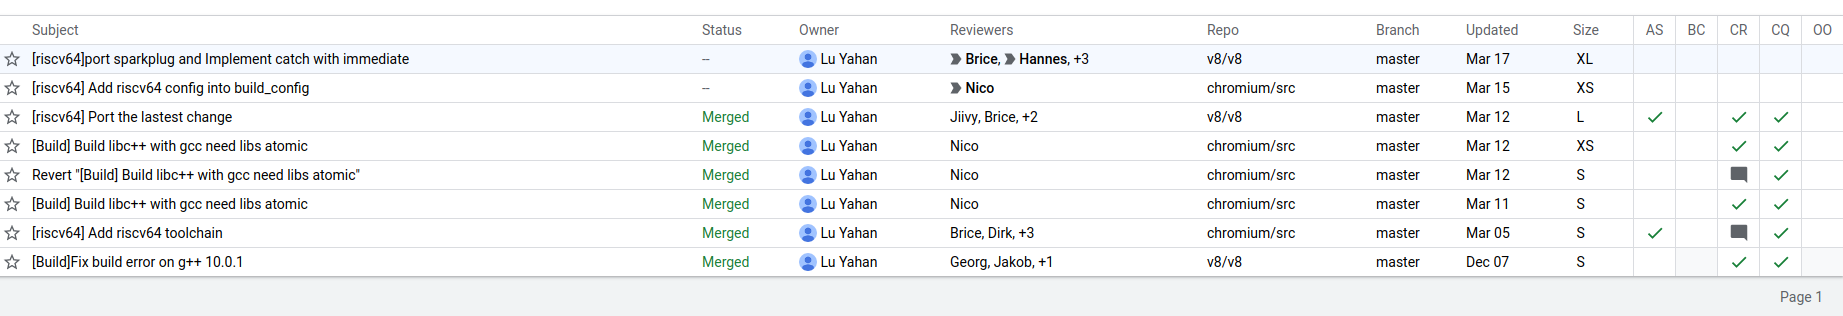 Subject Status Owner Reviewers Repo Branch Updated Size AS BC CR CQ OO
[riscv64]port sparkplug and Implement catch with immediate -- Lu Yahan Brice, Hannes, +3 v8/v8 master Mar 17 XL
[riscv64] Add riscv64 config into build_config -- Lu Yahan Nico chromium/src master Mar 15 XS
[riscv64] Port the lastest change Merged Lu Yahan Jiivy, Brice, +2 v8/v8 master Mar 12 L
[Build] Build libc++ with gcc need libs atomic Merged Lu Yahan Nico chromium/src master Mar 12 XS
Revert "[Build] Build libc++ with gcc need libs atomic" Merged Lu Yahan Nico chromium/src master Mar 12 S
[Build] Build libc++ with gcc need libs atomic Merged Lu Yahan Nico chromium/src master Mar 11 S
[riscv64] Add riscv64 toolchain Merged Lu Yahan Brice, Dirk, +3 chromium/src master Mar 05 S
[Build]Fix build error on g++ 10.0.1 Merged Lu Yahan Georg, Jakob, +1 v8/v8 master Dec 07 S
Page 1